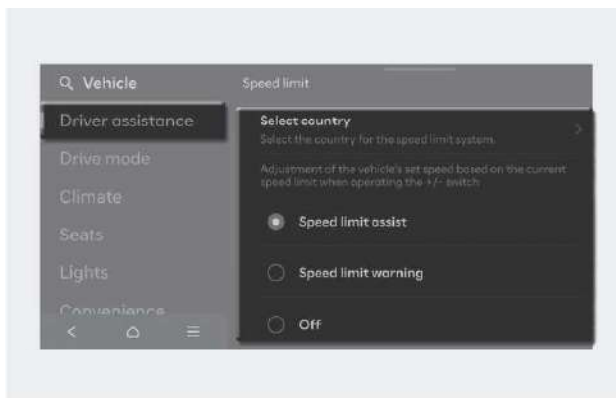 Vehicle
Speed limit
Driver assistance
Drive mode
Climate
Seats
Lights
Convenience
Select country
Select the country for the speed limit system.
Adjustment of the vehicle's set speed based on the current
speed limit when operating the +/- switch
Speed limit assist
Speed limit warning
Off